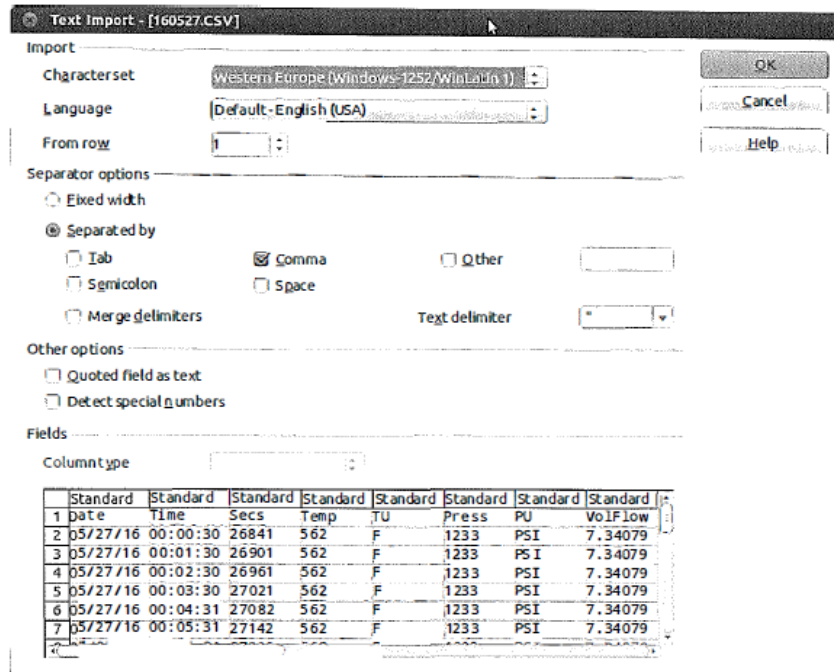 Text Import - [160527.CSV]
Import
Character set Western Europe (Windows-1252/WinLatin 1)
OK
Language Default - English (USA)
Cancel
From row 1
Help
Separator options
Fixed width
Separated by
Tab Comma Other
Semicolon Space
Merge delimiters Text delimiter "
Other options
Quoted field as text
Detect special numbers
Fields
Column type
Standard Standard Standard Standard Standard Standard Standard Standard
1 Date Time Secs Temp TU Press PU VolFlow
2 05/27/16 00:00:30 26841 562 F 1233 PSI 7.34079
3 05/27/16 00:01:30 26901 562 F 1233 PSI 7.34079
4 05/27/16 00:02:30 26961 562 F 1233 PSI 7.34079
5 05/27/16 00:03:30 27021 562 F 1233 PSI 7.34079
6 05/27/16 00:04:31 27082 562 F 1233 PSI 7.34079
7 05/27/16 00:05:31 27142 562 F 1233 PSI 7.34079